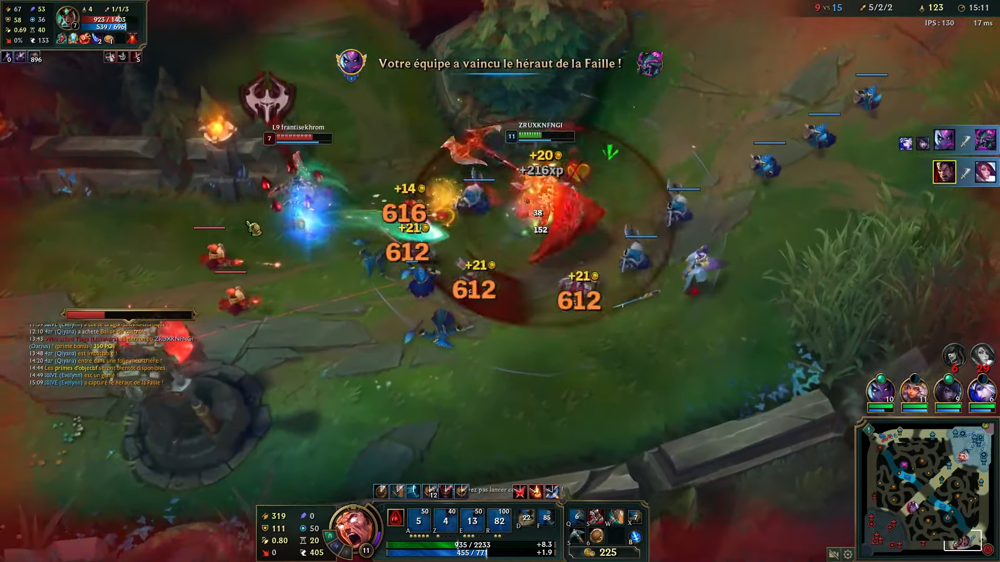 67 53 4 1/1/3
58 36 923 / 1403
0.69 40 7 539 / 696
0% 133 2 1
0 896 5
9 vs 15 5/2/2 123 15:11
IPS : 130 17 ms
Votre équipe a vaincu le héraut de la Faille !
L9 frantisekhrom
7
ZRUXKNFNGI
11
+20
+216xp
+14
616
+21
612
38
152
+21
612
+21
612
11:59 VE (Evelynn) a tué le dragon techno-chimique !
12:10 4zr (Qiyana) a acheté Balise de contrôle
13:43 Who asked Tanja (Lissandra) a interrompu ZRUXKNFNGI
(Darius) ! (prime bonus : 350 PO)
13:48 4zr (Qiyana) est imbattable !
14:20 4zr (Qiyana) entre dans une folie meurtrière !
14:44 Les primes d'objectif seront bientôt disponibles
14:49 VE (Evelynn) est un génie !
15:09 VE (Evelynn) a capturé le héraut de la Faille !
6 29
10 11 9 6
12 vez pas lancer c !
319 0
111 50
0.80 20
0 405
11
50 40 50 100
5 4 13 82 22 85
A Z E R D F
935 / 2233 +8.3
455 / 771 +1.9
6 7
Q S W X
5 6 B
225